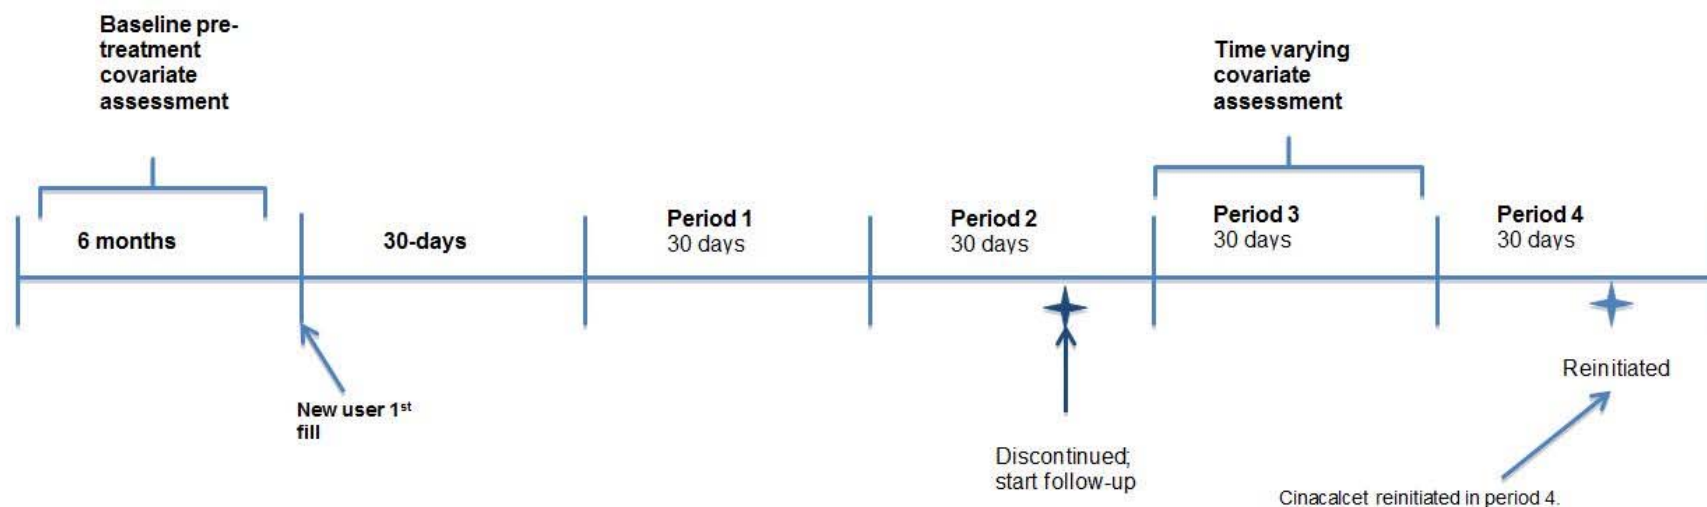 Baseline pre-
treatment
covariate
assessment
Time varying
covariate
assessment
6 months
30-days
Period 1
30 days
Period 2
30 days
Period 3
30 days
Period 4
30 days
New user 1st
fill
Discontinued;
start follow-up
Reinitiated
Cinacalcet reinitiated in period 4.